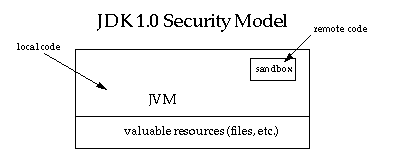 JDK 1.0 Security Model
remote code
local code
sandbox
JVM
valuable resources (files, etc.)